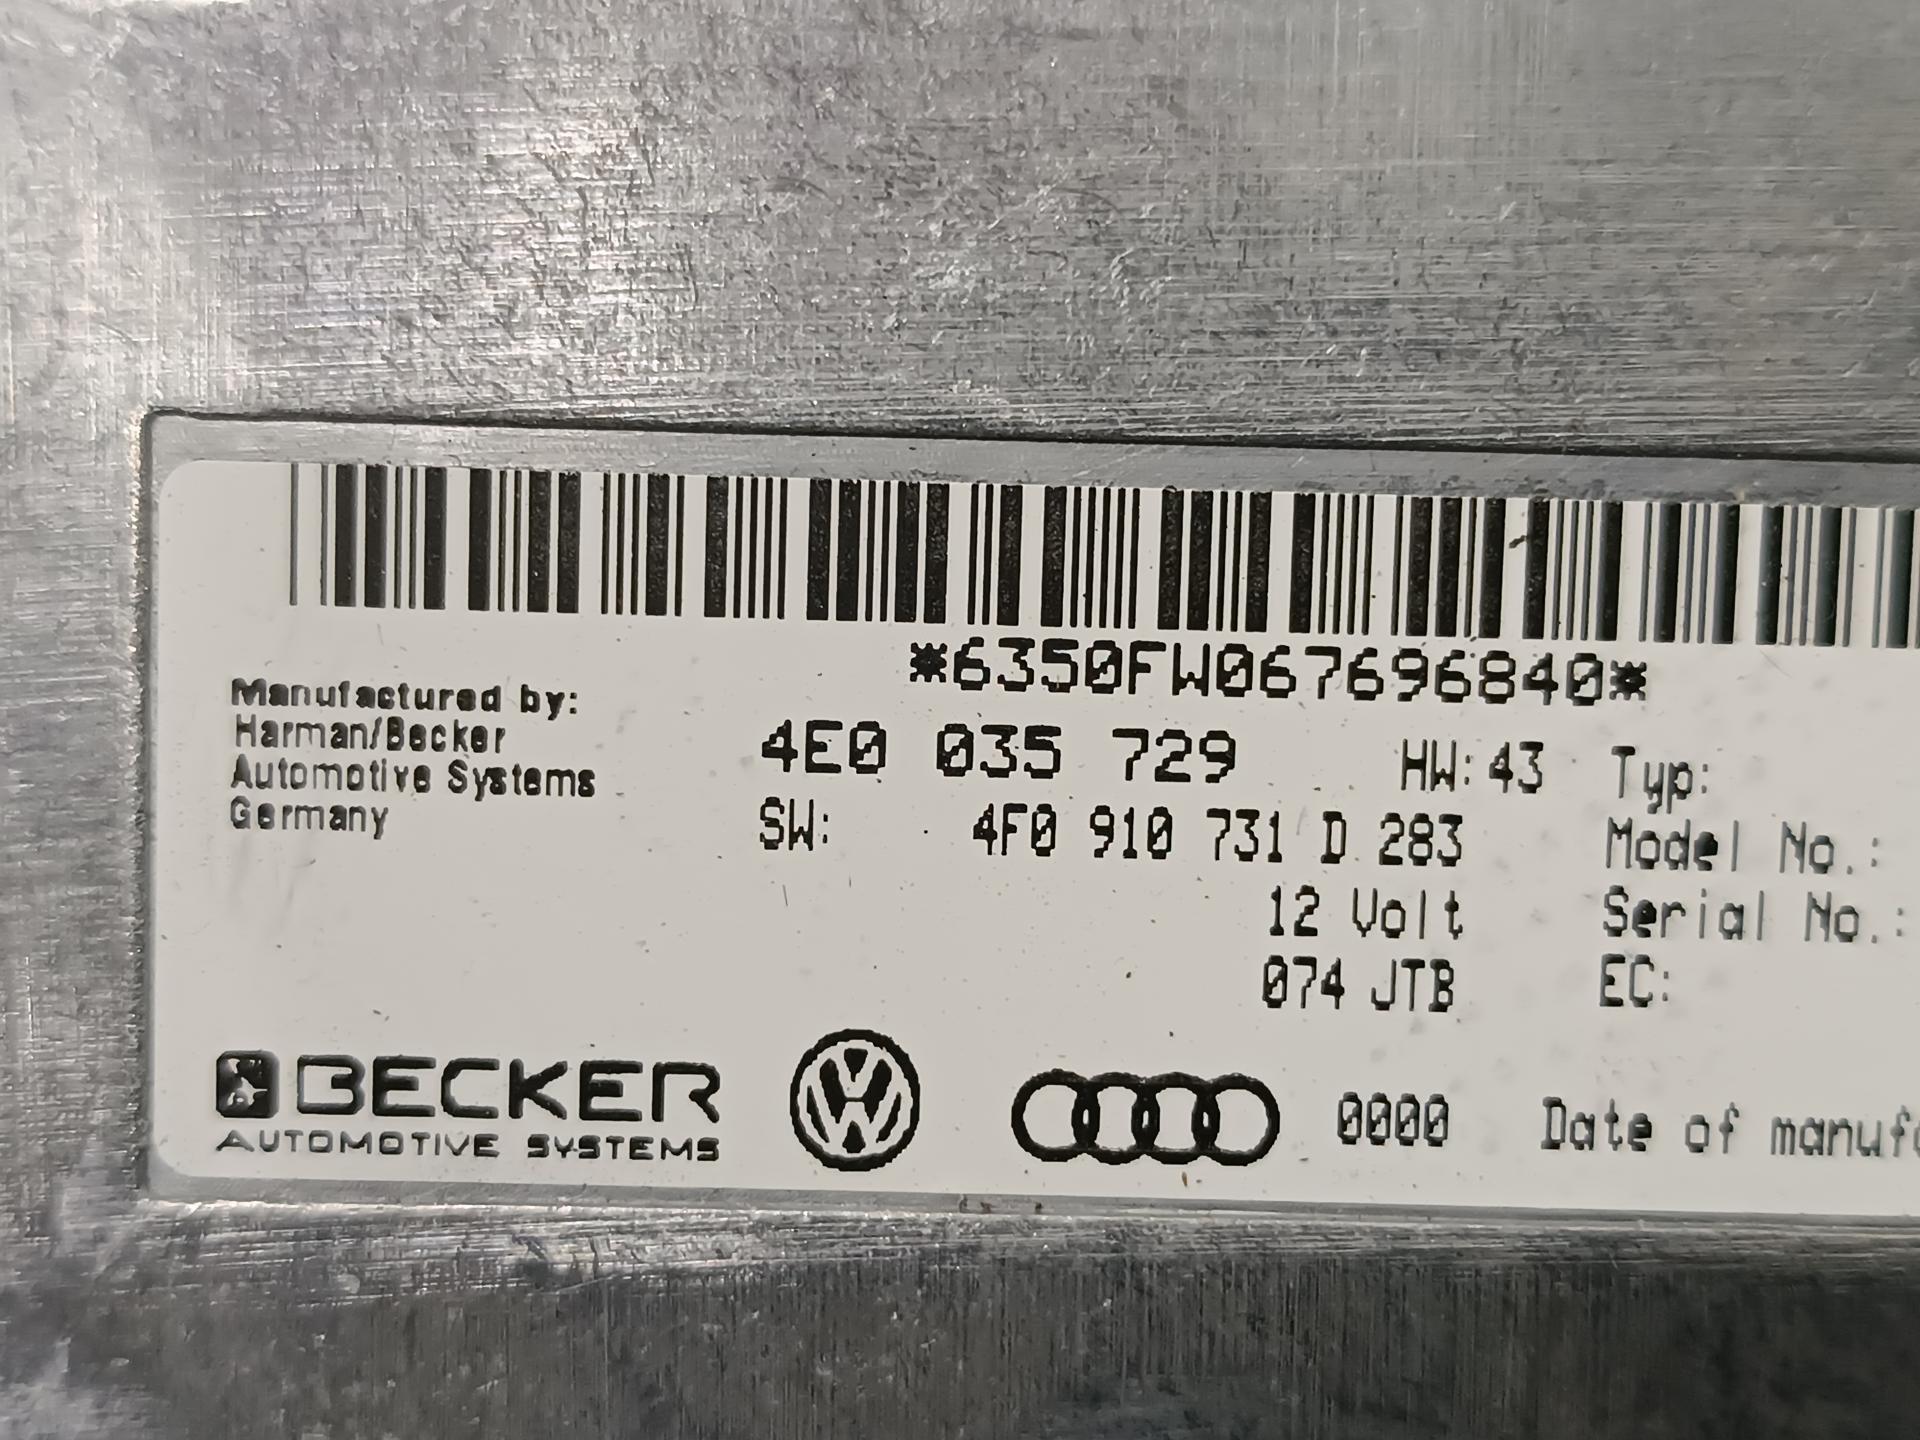 *6350FW067696840*
Manufactured by:
Harman/Becker
Automotive Systems
Germany
4E0 035 729 HW: 43
SW: 4F0 910 731 D 283
12 Volt
074 JTB
Typ:
Model No.:
Serial No.:
EC:
BECKER
AUTOMOTIVE SYSTEMS
0000 Date of manufa